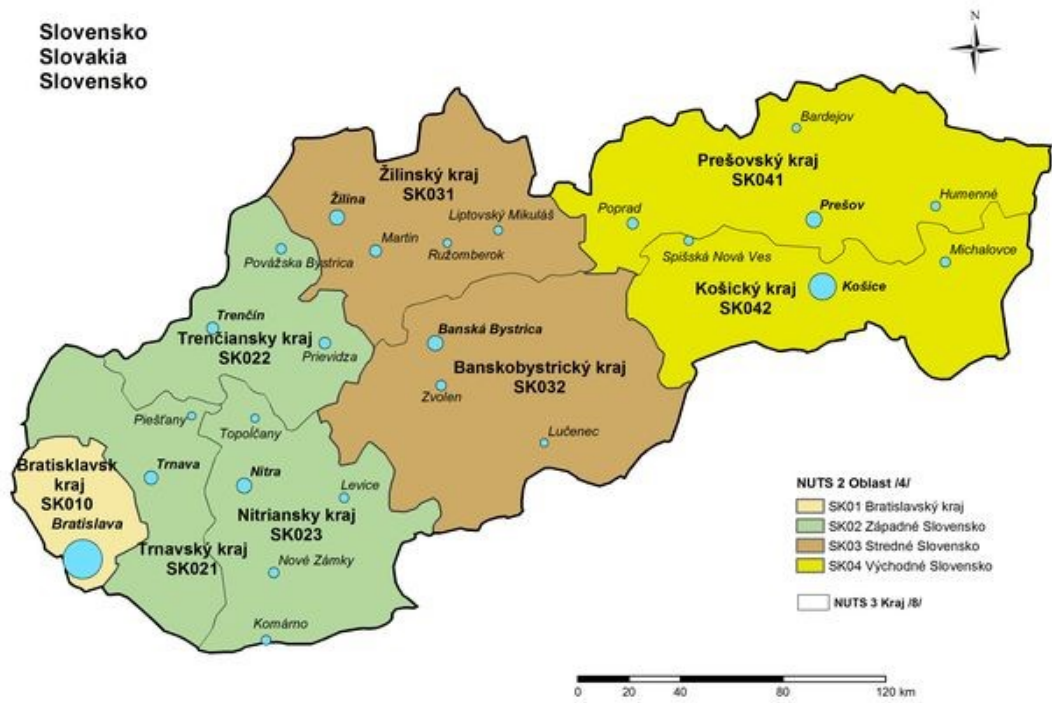 Slovensko
Slovakia
Slovensko
N
Bardejov
Prešovský kraj
SK041
Žilinský kraj
SK031
Žilina
Liptovský Mikuláš
Poprad
Prešov
Humenné
Martin
Ružomberok
Spišská Nová Ves
Michalovce
Považska Bystrica
Košický kraj
SK042
Košice
Trenčín
Trenčiansky kraj
SK022
Prievidza
Banská Bystrica
Banskobystrický kraj
SK032
Zvolen
Piešťany
Topoľčany
Lučenec
Bratisklavsk
kraj
SK010
Bratislava
Trnava
Nitra
Levice
Nitriansky kraj
SK023
Trnavský kraj
SK021
Nové Zámky
Komárno
NUTS 2 Oblast /4/
SK01 Bratislavský kraj
SK02 Západné Slovensko
SK03 Stredné Slovensko
SK04 Východné Slovensko
NUTS 3 Kraj /8/
0 20 40 80 120 km